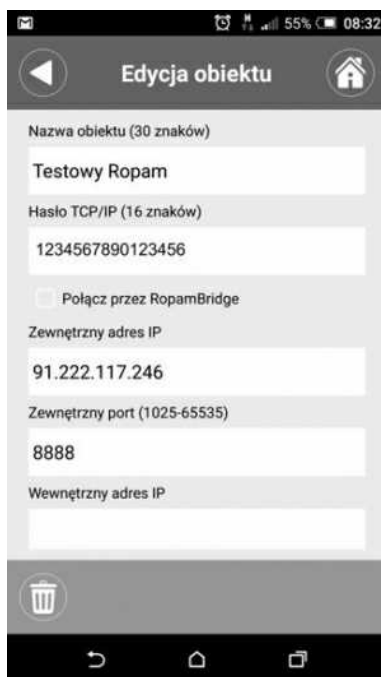 55% 08:32
Edycja obiektu
Nazwa obiektu (30 znaków)
Testowy Ropam
Hasło TCP/IP (16 znaków)
1234567890123456
Połącz przez RopamBridge
Zewnętrzny adres IP
91.222.117.246
Zewnętrzny port (1025-65535)
8888
Wewnętrzny adres IP